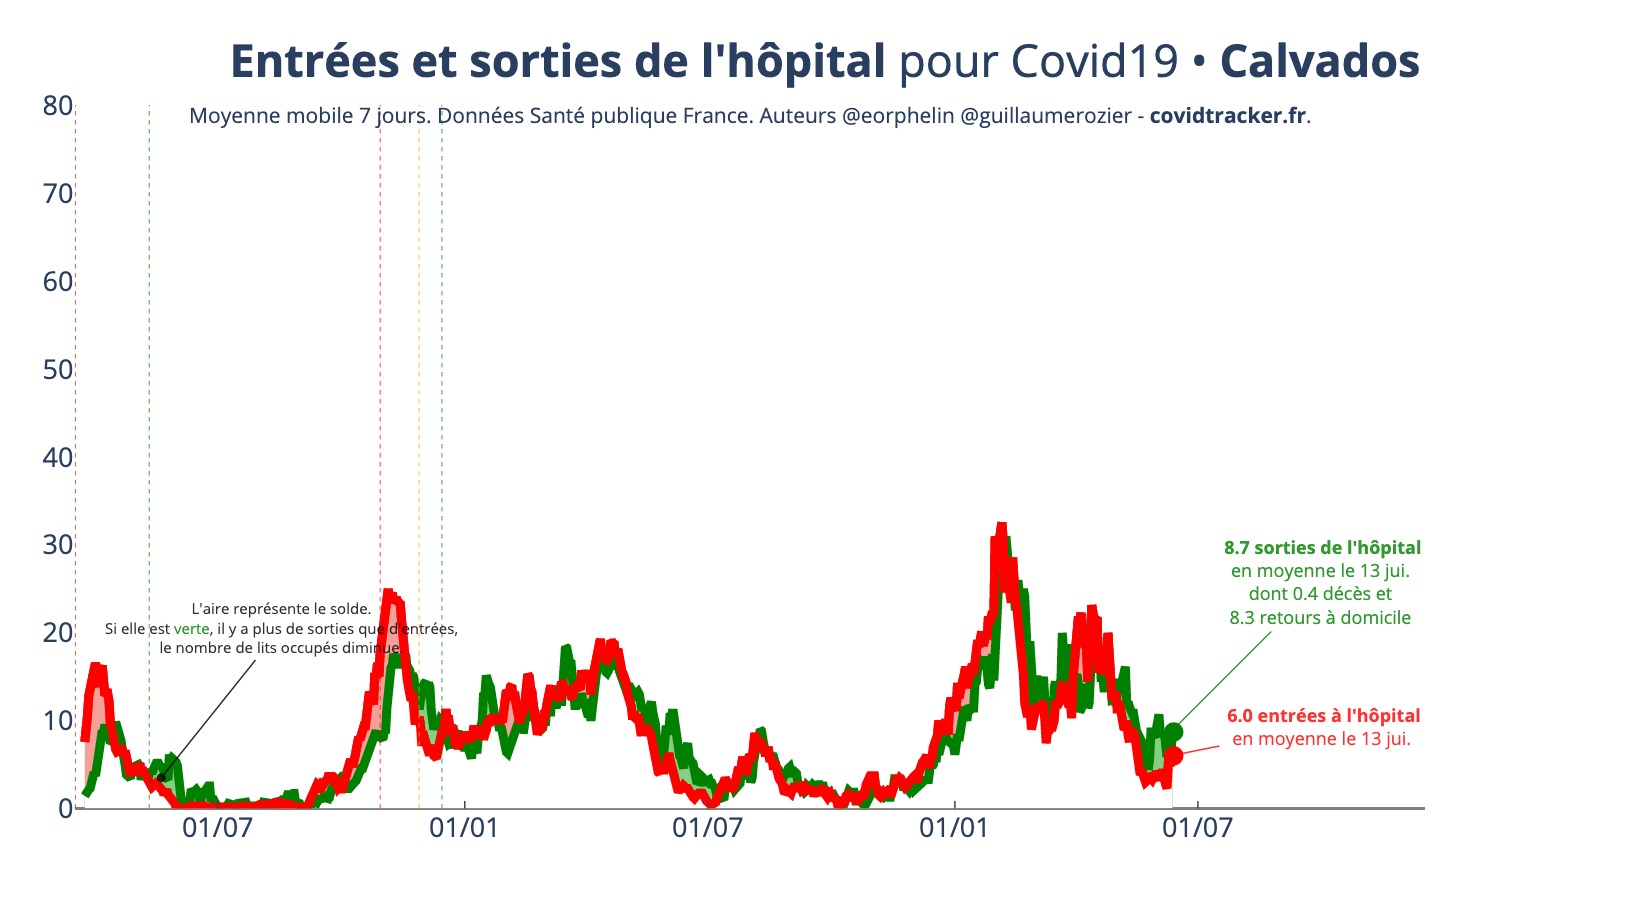 Entrées et sorties de l'hôpital pour Covid19 • Calvados
Moyenne mobile 7 jours. Données Santé publique France. Auteurs @eorphelin @guillaumerozier - covidtracker.fr.
80
70
60
50
40
30
20
10
0
L'aire représente le solde.
Si elle est verte, il y a plus de sorties que d'entrées,
le nombre de lits occupés diminue.
8.7 sorties de l'hôpital
en moyenne le 13 jui.
dont 0.4 décès et
8.3 retours à domicile
6.0 entrées à l'hôpital
en moyenne le 13 jui.
01/07 01/01 01/07 01/01 01/07